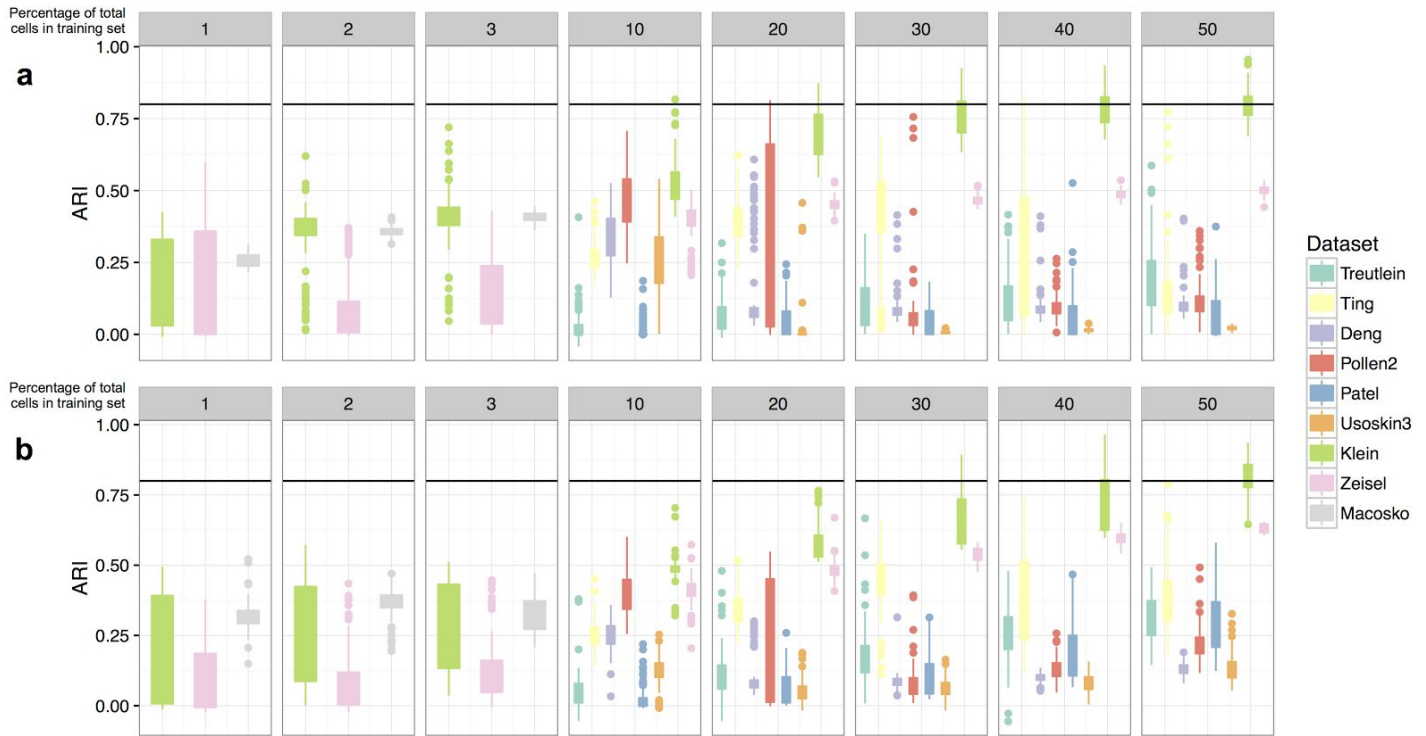 Percentage of total
cells in training set
1 2 3 10 20 30 40 50
a
1.00
0.75
0.50
0.25
0.00
ARI
Percentage of total
cells in training set
1 2 3 10 20 30 40 50
b
1.00
0.75
0.50
0.25
0.00
ARI
Dataset
Treutlein
Ting
Deng
Pollen2
Patel
Usoskin3
Klein
Zeisel
Macosko